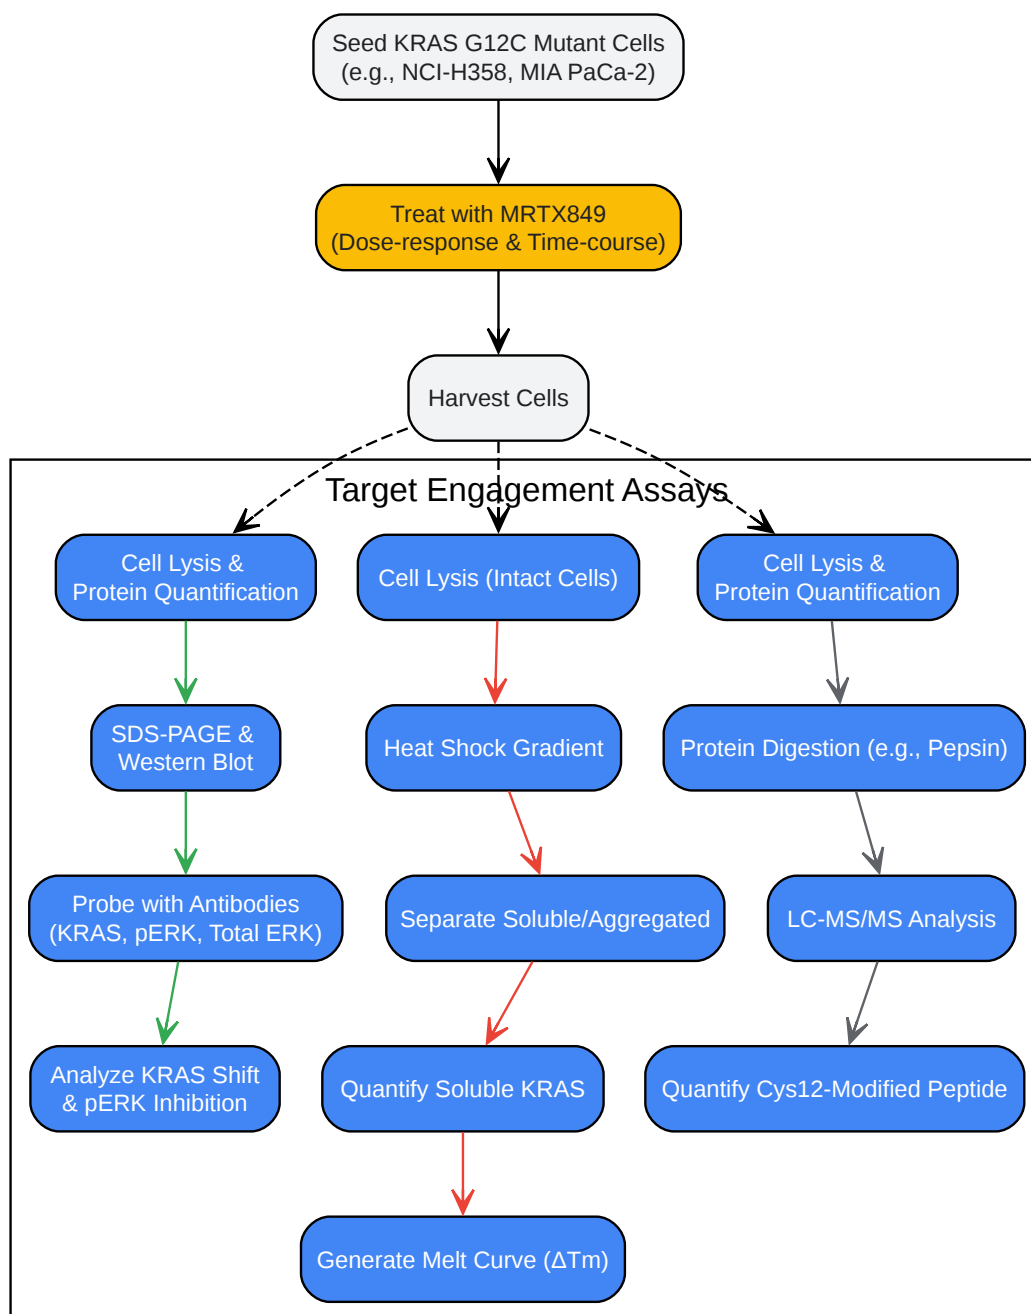 Seed KRAS G12C Mutant Cells
(e.g., NCI-H358, MIA PaCa-2)
Treat with MRTX849
(Dose-response & Time-course)
Harvest Cells
Target Engagement Assays
Cell Lysis &
Protein Quantification
Cell Lysis (Intact Cells)
Cell Lysis &
Protein Quantification
SDS-PAGE &
Western Blot
Heat Shock Gradient
Protein Digestion (e.g., Pepsin)
Probe with Antibodies
(KRAS, pERK, Total ERK)
Separate Soluble/Aggregated
LC-MS/MS Analysis
Analyze KRAS Shift
& pERK Inhibition
Quantify Soluble KRAS
Quantify Cys12-Modified Peptide
Generate Melt Curve (ΔTm)